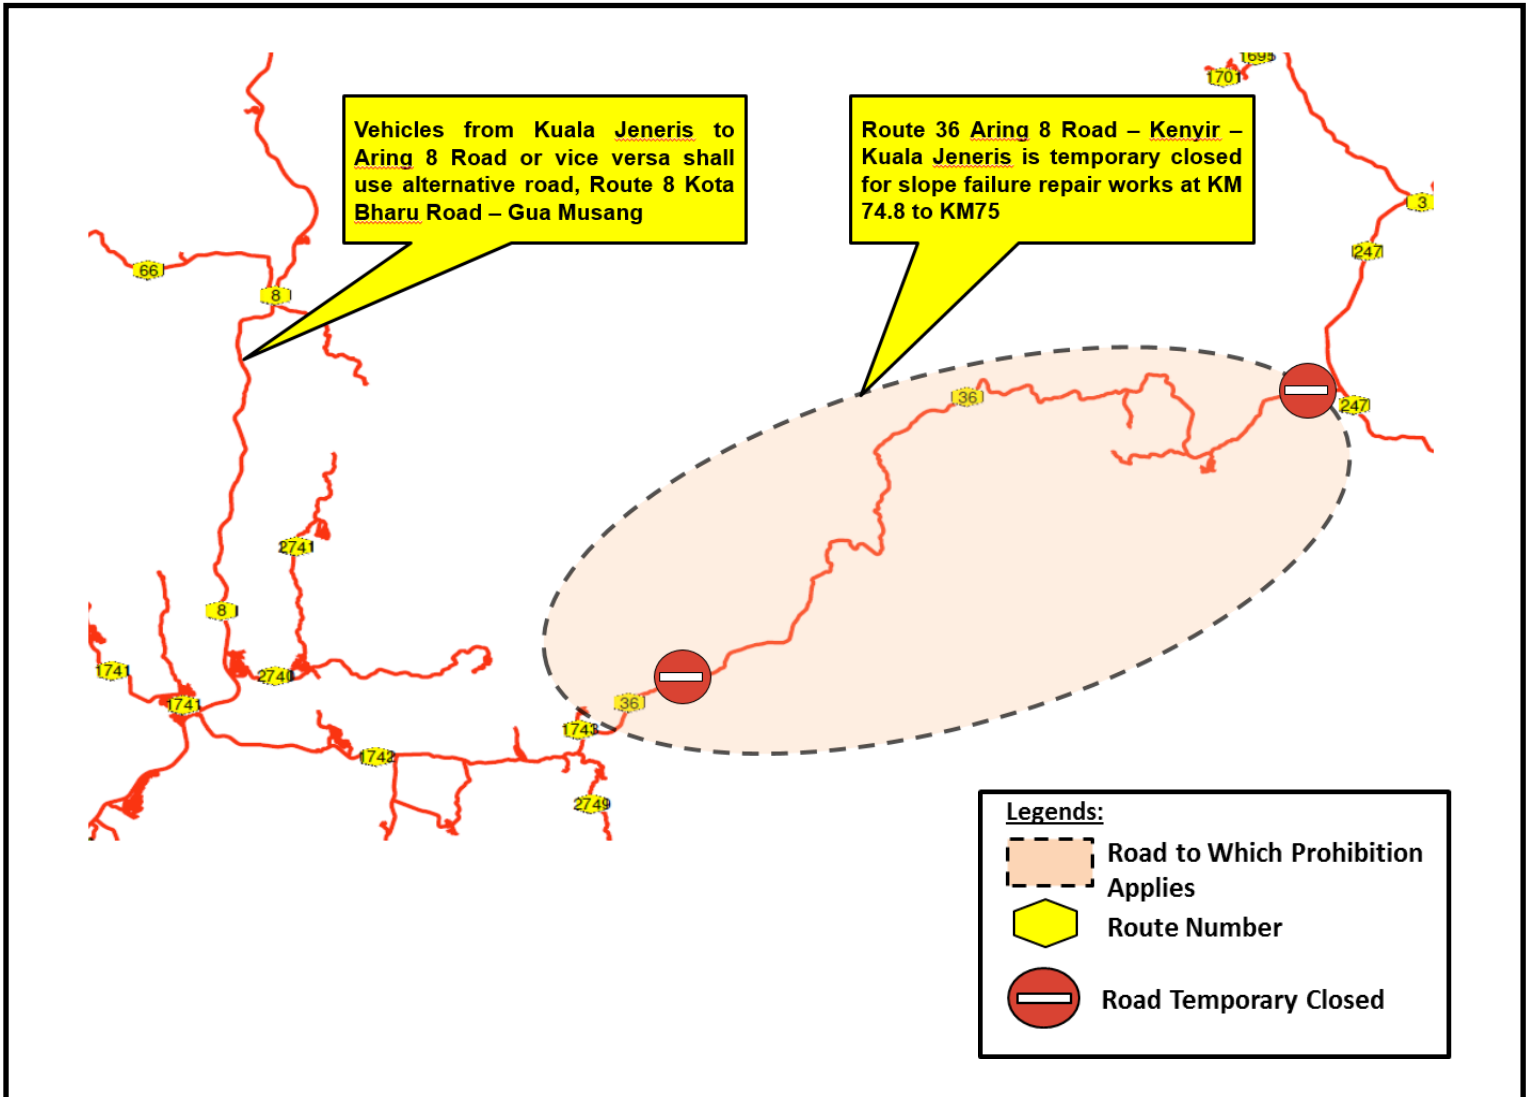 1695
1701
Vehicles from Kuala Jeneris to
Aring 8 Road or vice versa shall
use alternative road, Route 8 Kota
Bharu Road – Gua Musang
Route 36 Aring 8 Road – Kenyir –
Kuala Jeneris is temporary closed
for slope failure repair works at KM
74.8 to KM75
3
247
66
8
36
247
2741
8
1741
2740
1741
36
1743
1742
2749
Legends:
Road to Which Prohibition
Applies
Route Number
Road Temporary Closed